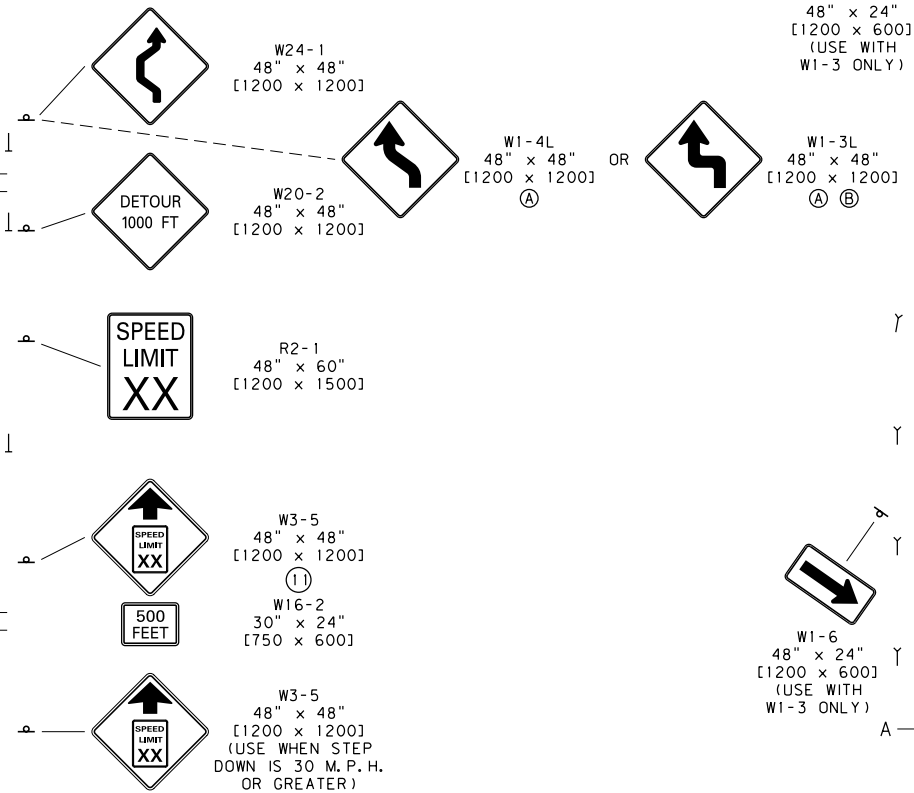 48" x 24"
[1200 x 600]
(USE WITH
W1-3 ONLY)
W24-1
48" x 48"
[1200 x 1200]
W1-4L
48" x 48"
[1200 x 1200]
A
OR
W1-3L
48" x 48"
[1200 x 1200]
A B
DETOUR
1000 FT
W20-2
48" x 48"
[1200 x 1200]
SPEED
LIMIT
XX
R2-1
48" x 60"
[1200 x 1500]
SPEED
LIMIT
XX
W3-5
48" x 48"
[1200 x 1200]
11
500
FEET
W16-2
30" x 24"
[750 x 600]
W1-6
48" x 24"
[1200 x 600]
(USE WITH
W1-3 ONLY)
SPEED
LIMIT
XX
W3-5
48" x 48"
[1200 x 1200]
(USE WHEN STEP
DOWN IS 30 M.P.H.
OR GREATER)
A